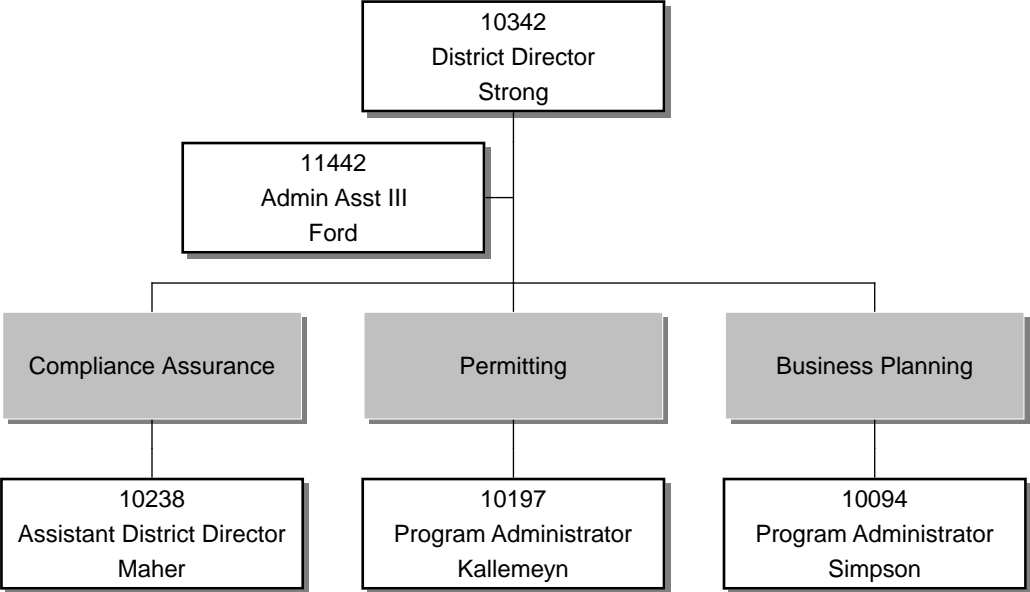 10342
District Director
Strong
11442
Admin Asst III
Ford
Compliance Assurance
Permitting
Business Planning
10238
Assistant District Director
Maher
10197
Program Administrator
Kallemeyn
10094
Program Administrator
Simpson